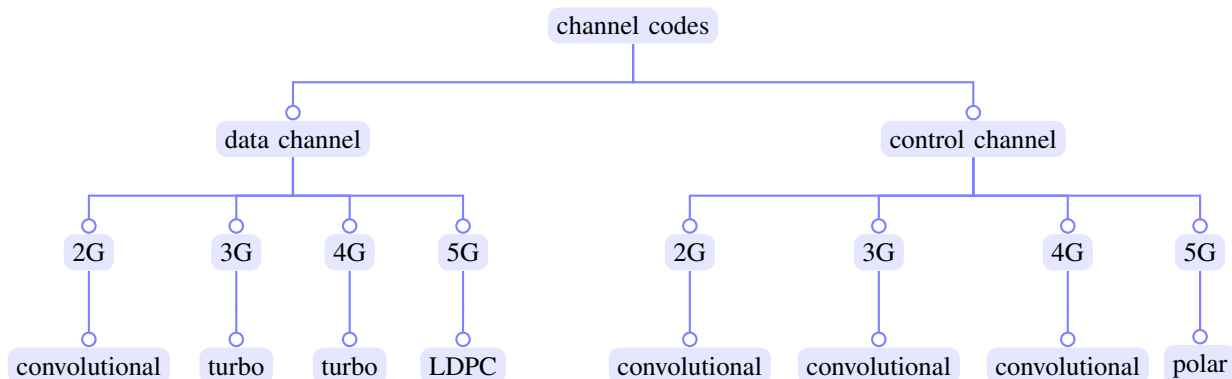 channel codes
data channel
control channel
2G 3G 4G 5G 2G 3G 4G 5G
convolutional turbo turbo LDPC convolutional convolutional convolutional polar